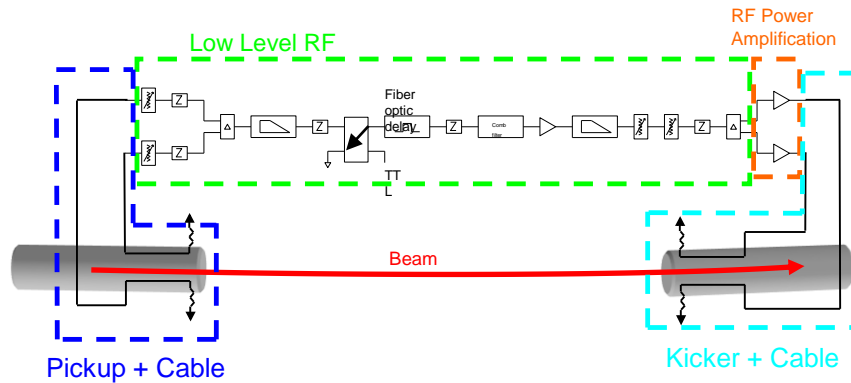 RF Power
Amplification
Low Level RF
Fiber
optic
delay
Z
Z
Δ
Z
Z
Comb
filter
Z
Δ
TT
L
Beam
Pickup + Cable
Kicker + Cable